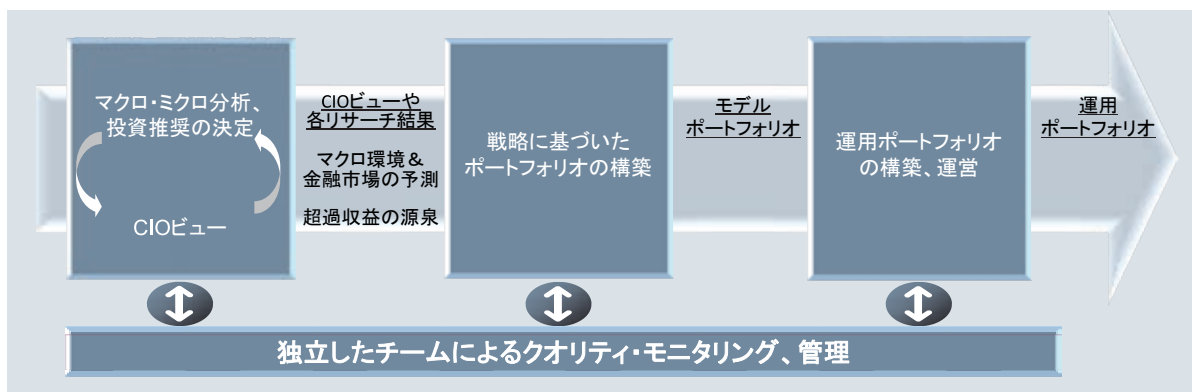 マクロ・ミクロ分析、
投資推奨の決定
CIOビュー
CIOビューや
各リサーチ結果
マクロ環境＆
金融市場の予測
超過収益の源泉
戦略に基づいた
ポートフォリオの構築
モデル
ポートフォリオ
運用ポートフォリオ
の構築、運営
運用
ポートフォリオ
独立したチームによるクオリティ・モニタリング、管理